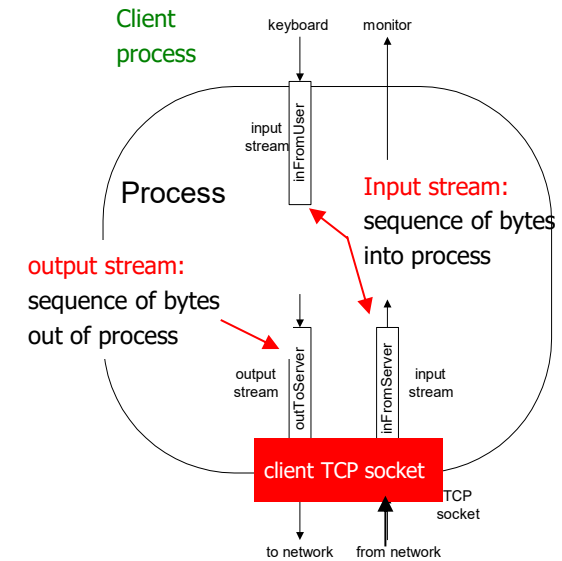 Client
process
keyboard
monitor
input
stream
inFromUser
Process
Input stream:
sequence of bytes
into process
output stream:
sequence of bytes
out of process
output
stream
outToServer
inFromServer
input
stream
client TCP socket
TCP
socket
to network
from network